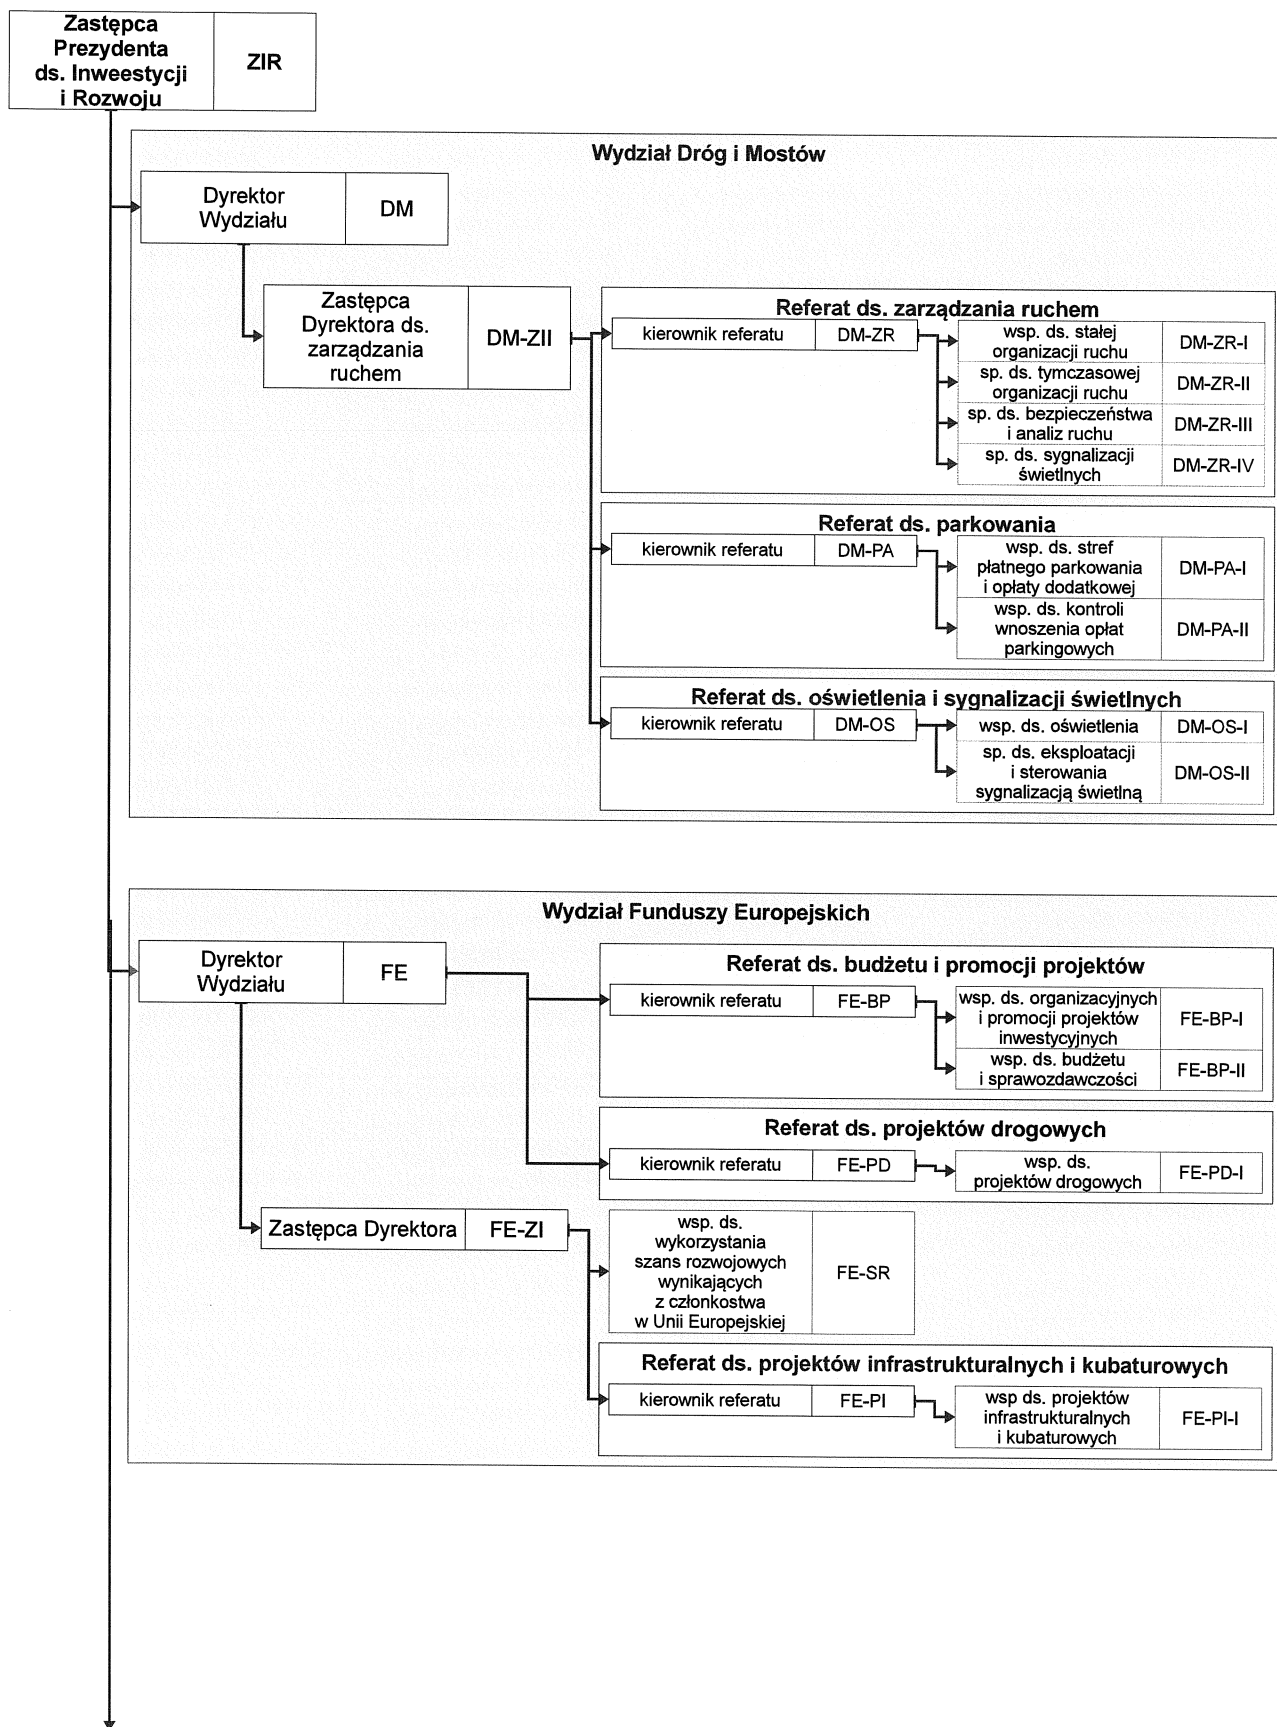 Zastępca
Prezydenta
ds. Inweestycji
i Rozwoju
ZIR
Wydział Dróg i Mostów
Dyrektor
Wydziału
DM
Zastępca
Dyrektora ds.
zarządzania
ruchem
DM-ZII
Referat ds. zarządzania ruchem
kierownik referatu
DM-ZR
wsp. ds. stałej
organizacji ruchu
DM-ZR-I
sp. ds. tymczasowej
organizacji ruchu
DM-ZR-II
sp. ds. bezpieczeństwa
i analiz ruchu
DM-ZR-III
sp. ds. sygnalizacji
świetlnych
DM-ZR-IV
Referat ds. parkowania
kierownik referatu
DM-PA
wsp. ds. stref
płatnego parkowania
i opłaty dodatkowej
DM-PA-I
wsp. ds. kontroli
wnoszenia opłat
parkingowych
DM-PA-II
Referat ds. oświetlenia i sygnalizacji świetlnych
kierownik referatu
DM-OS
wsp. ds. oświetlenia
DM-OS-I
sp. ds. eksploatacji
i sterowania
sygnalizacją świetlną
DM-OS-II
Wydział Funduszy Europejskich
Dyrektor
Wydziału
FE
Referat ds. budżetu i promocji projektów
kierownik referatu
FE-BP
wsp. ds. organizacyjnych
i promocji projektów
inwestycyjnych
FE-BP-I
wsp. ds. budżetu
i sprawozdawczości
FE-BP-II
Referat ds. projektów drogowych
kierownik referatu
FE-PD
wsp. ds.
projektów drogowych
FE-PD-I
Zastępca Dyrektora
FE-ZI
wsp. ds.
wykorzystania
szans rozwojowych
wynikających
z członkostwa
w Unii Europejskiej
FE-SR
Referat ds. projektów infrastrukturalnych i kubaturowych
kierownik referatu
FE-PI
wsp ds. projektów
infrastrukturalnych
i kubaturowych
FE-PI-I